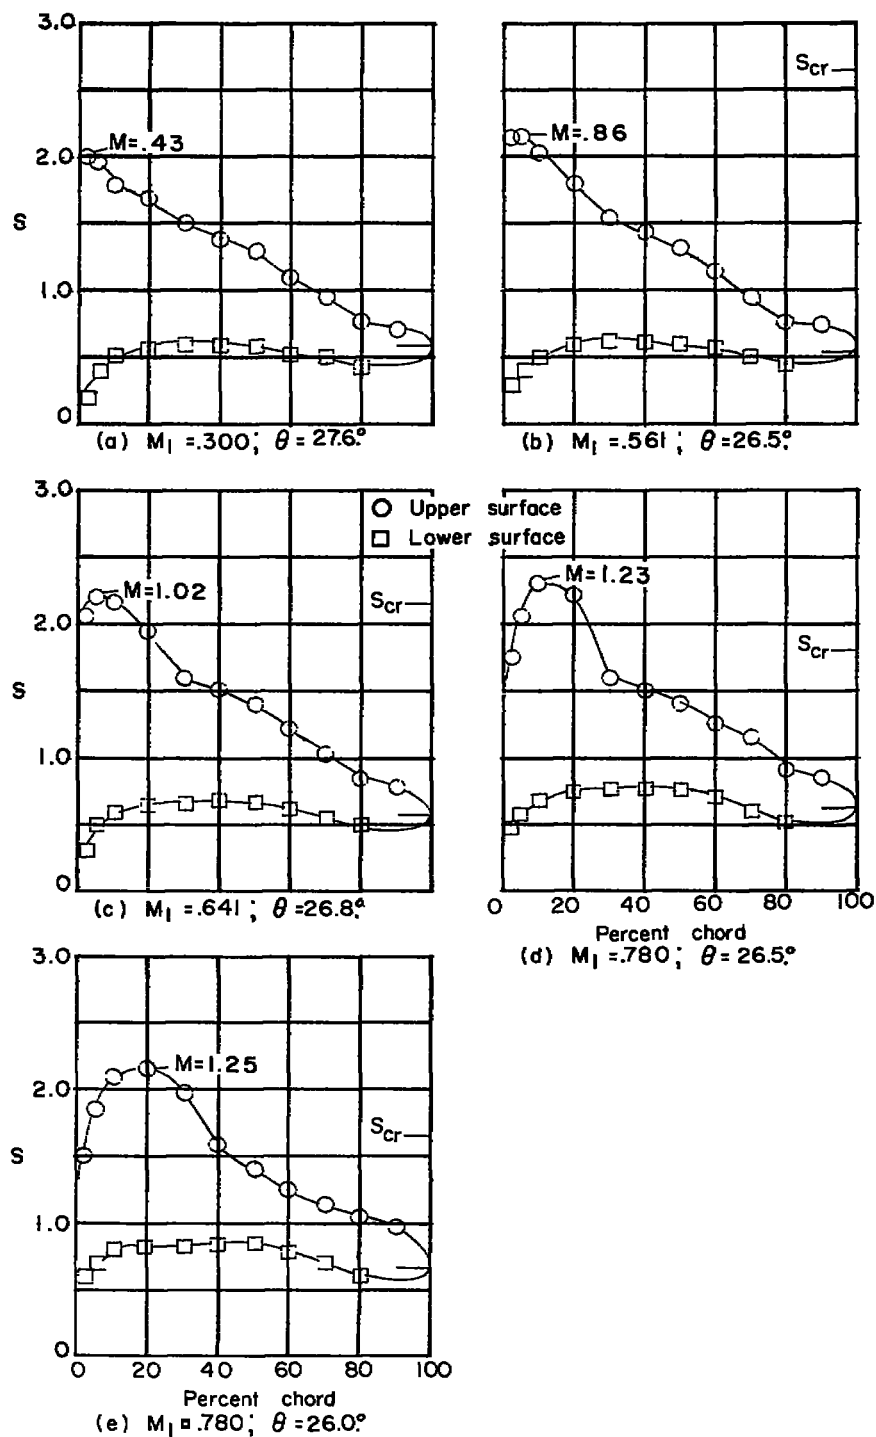 3.0
2.0
S
1.0
0
M=.43
(a) M₁ =.300; θ =27.6°
Scr
M=.86
(b) M₁ =.561; θ =26.5°
3.0
2.0
S
1.0
0
M=1.02
Scr
(c) M₁ =.641; θ =26.8°
○ Upper surface
□ Lower surface
M=1.23
Scr
0 20 40 60 80 100
Percent chord
(d) M₁ =.780; θ =26.5°
3.0
2.0
S
1.0
0
M=1.25
Scr
0 20 40 60 80 100
Percent chord
(e) M₁ =.780; θ =26.0°